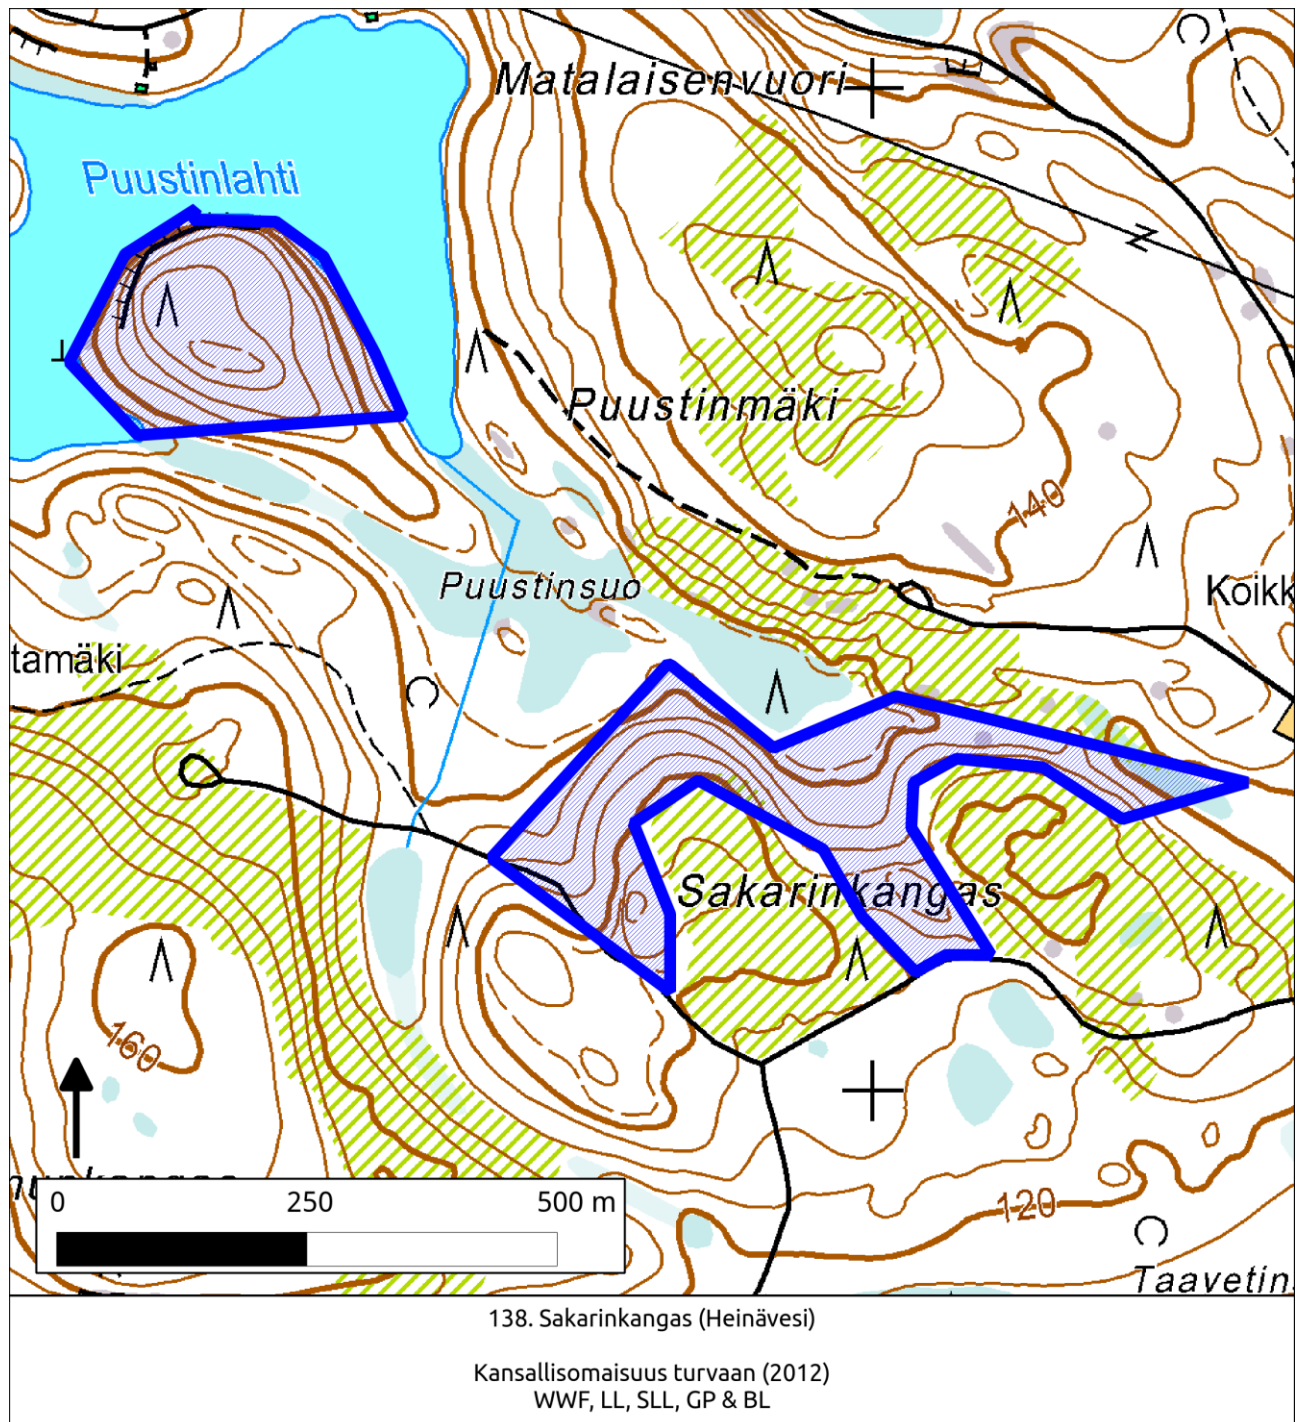 Matalaisenvuori
Puustinlahti
Puustinmäki
140
Puustinsuo
Koikk
tamäki
Sakarinkangas
160
0 250 500 m
120
Taavetin
138. Sakarinkangas (Heinävesi)
Kansallisomaisuus turvaan (2012)
WWF, LL, SLL, GP & BL